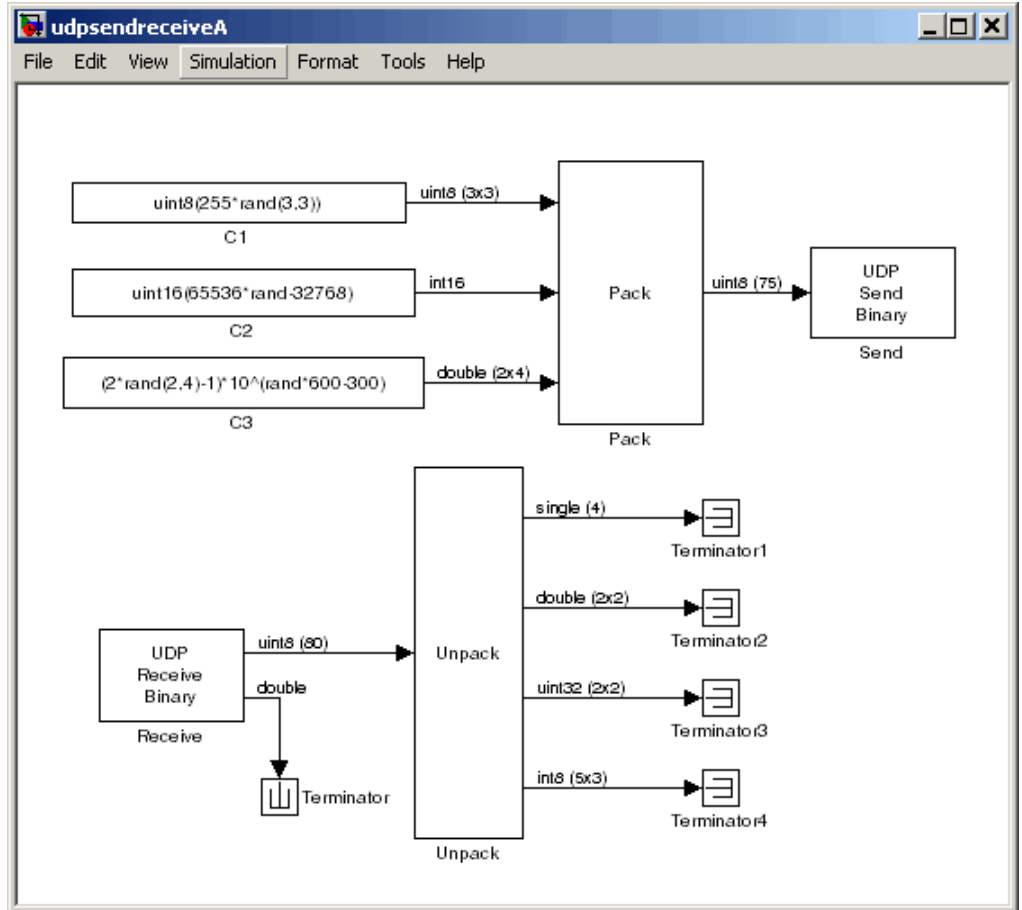 udpsendreceiveA
File Edit View Simulation Format Tools Help
uint8(255*rand(3,3))
C1
uint8 (3x3)
uint16(65536*rand-32768)
C2
int16
(2*rand(2,4)-1)*10^(rand*600-300)
C3
double (2x4)
Pack
Pack
uint8 (75)
UDP
Send
Binary
Send
UDP
Receive
Binary
Receive
uint8 (80)
double
Terminator
Unpack
Unpack
single (4)
Terminator1
double (2x2)
Terminator2
uint32 (2x2)
Terminator3
int8 (5x3)
Terminator4